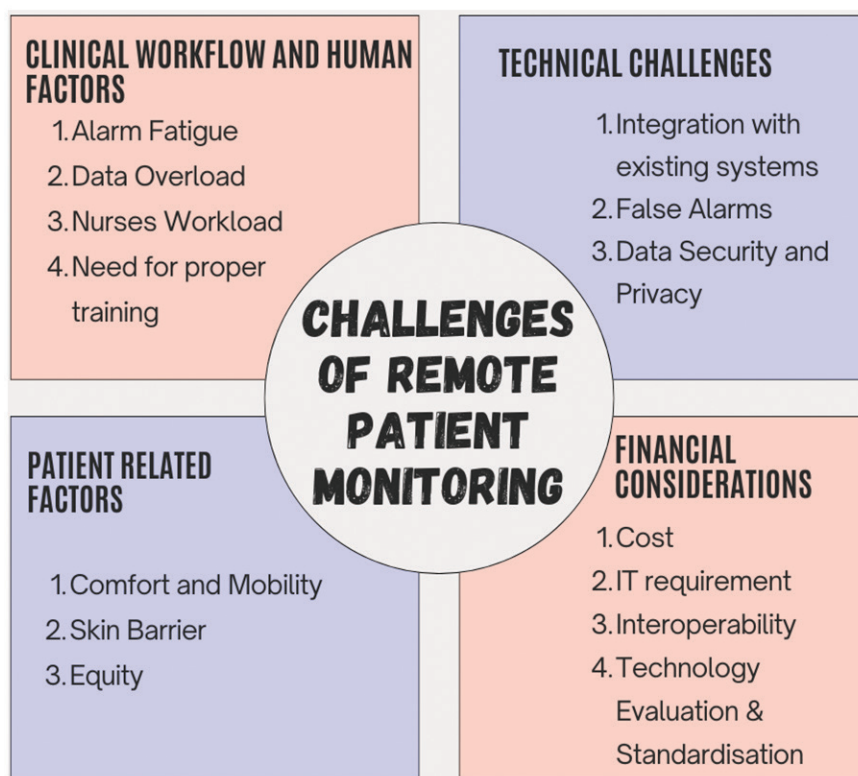 CLINICAL WORKFLOW AND HUMAN
FACTORS
1. Alarm Fatigue
2. Data Overload
3. Nurses Workload
4. Need for proper
training
TECHNICAL CHALLENGES
1. Integration with
existing systems
2. False Alarms
3. Data Security and
Privacy
CHALLENGES
OF REMOTE
PATIENT
MONITORING
PATIENT RELATED
FACTORS
1. Comfort and Mobility
2. Skin Barrier
3. Equity
FINANCIAL
CONSIDERATIONS
1. Cost
2. IT requirement
3. Interoperability
4. Technology
Evaluation &
Standardisation